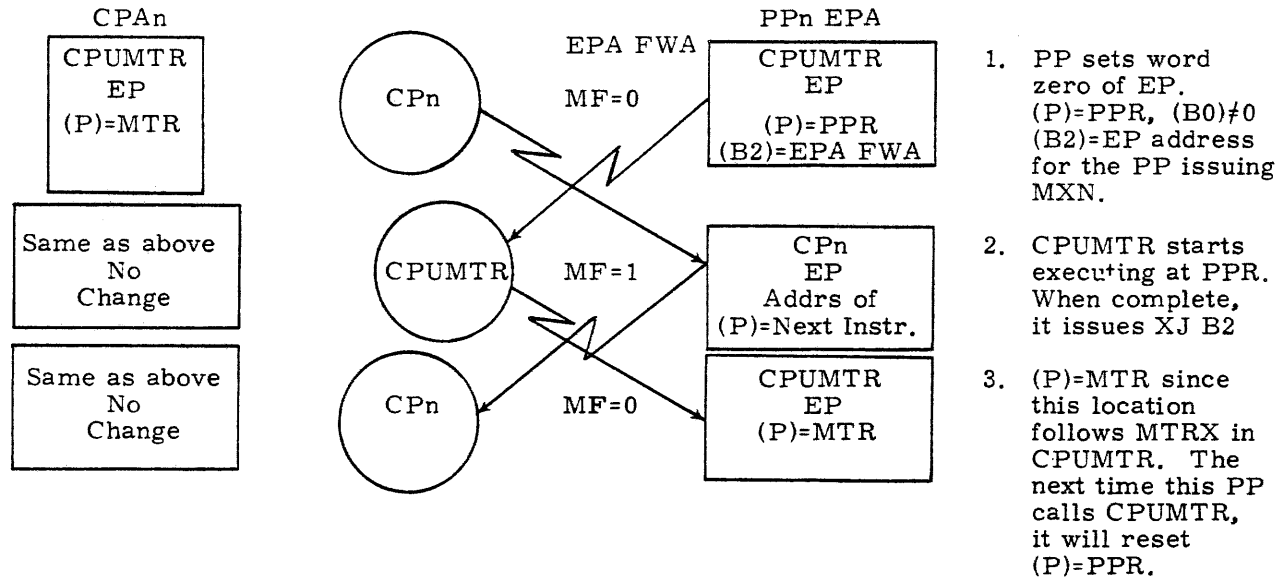 CPAn
CPUMTR
EP
(P)=MTR
Same as above
No
Change
Same as above
No
Change
CPn
CPUMTR
CPn
EPA FWA
MF=0
MF=1
MF=0
PPn EPA
CPUMTR
EP
(P)=PPR
(B2)=EPA FWA
CPn
EP
Addrs of
(P)=Next Instr.
CPUMTR
EP
(P)=MTR
1. PP sets word
zero of EP.
(P)=PPR, (B0)≠0
(B2)=EP address
for the PP issuing
MXN.
2. CPUMTR starts
executing at PPR.
When complete,
it issues XJ B2
3. (P)=MTR since
this location
follows MTRX in
CPUMTR. The
next time this PP
calls CPUMTR,
it will reset
(P)=PPR.